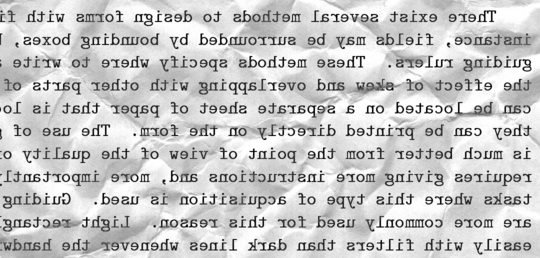 There exist several methods to design forms with fi
instance, fields may be surrounded by bounding boxes,
guiding rulers. These methods specify where to write
the effect of skew and overlapping with other parts of
can be located on a separate sheet of paper that is loc
they can be printed directly on the form. The use of
is much better from the point of view of the quality o
requires giving more instructions and, more importantly
tasks where this type of acquisition is used. Guiding
are more commonly used for this reason. Light rectangl
easily with filters than dark lines whenever the handw